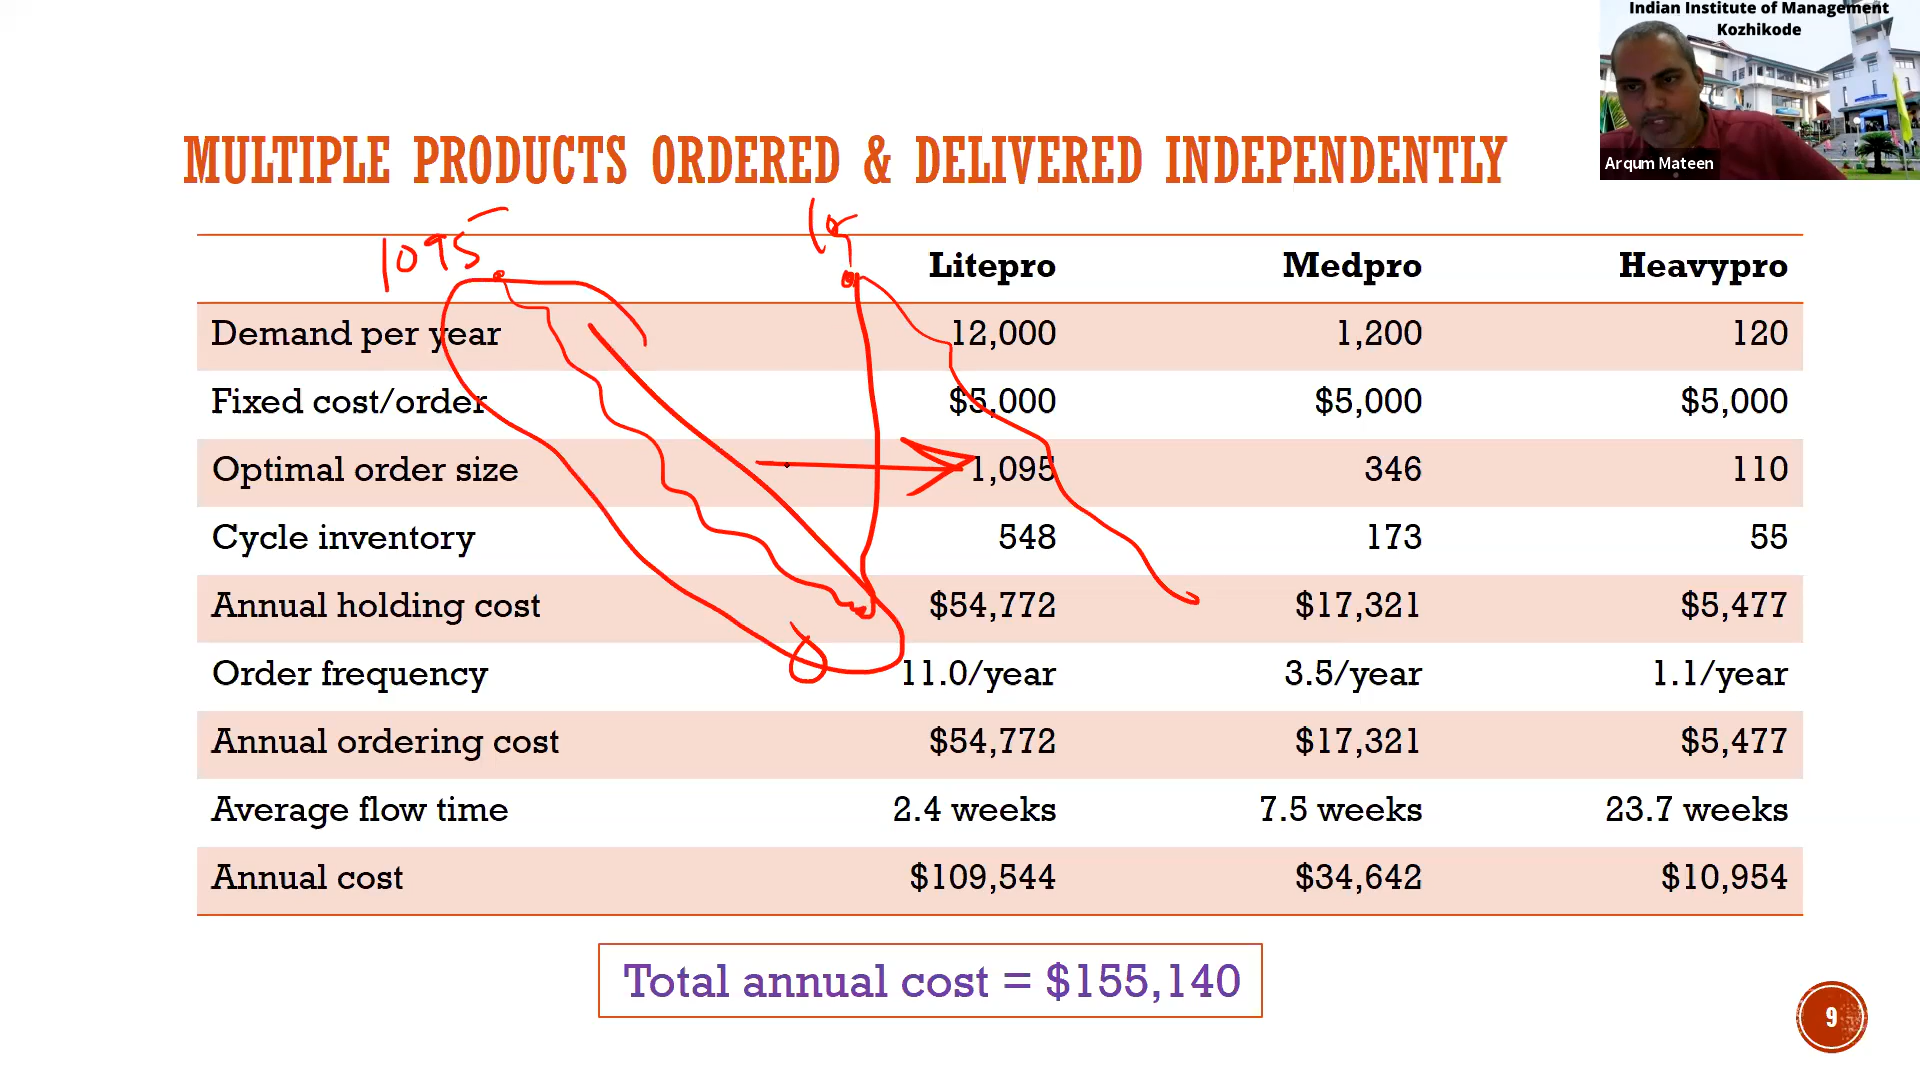 Indian Institute of Management
Kozhikode
Arqum Mateen
MULTIPLE PRODUCTS ORDERED & DELIVERED INDEPENDENTLY
1095
Litepro Medpro Heavypro
Demand per year 12,000 1,200 120
Fixed cost/order $5,000 $5,000 $5,000
Optimal order size 1,095 346 110
Cycle inventory 548 173 55
Annual holding cost $54,772 $17,321 $5,477
Order frequency 11.0/year 3.5/year 1.1/year
Annual ordering cost $54,772 $17,321 $5,477
Average flow time 2.4 weeks 7.5 weeks 23.7 weeks
Annual cost $109,544 $34,642 $10,954
Total annual cost = $155,140
9